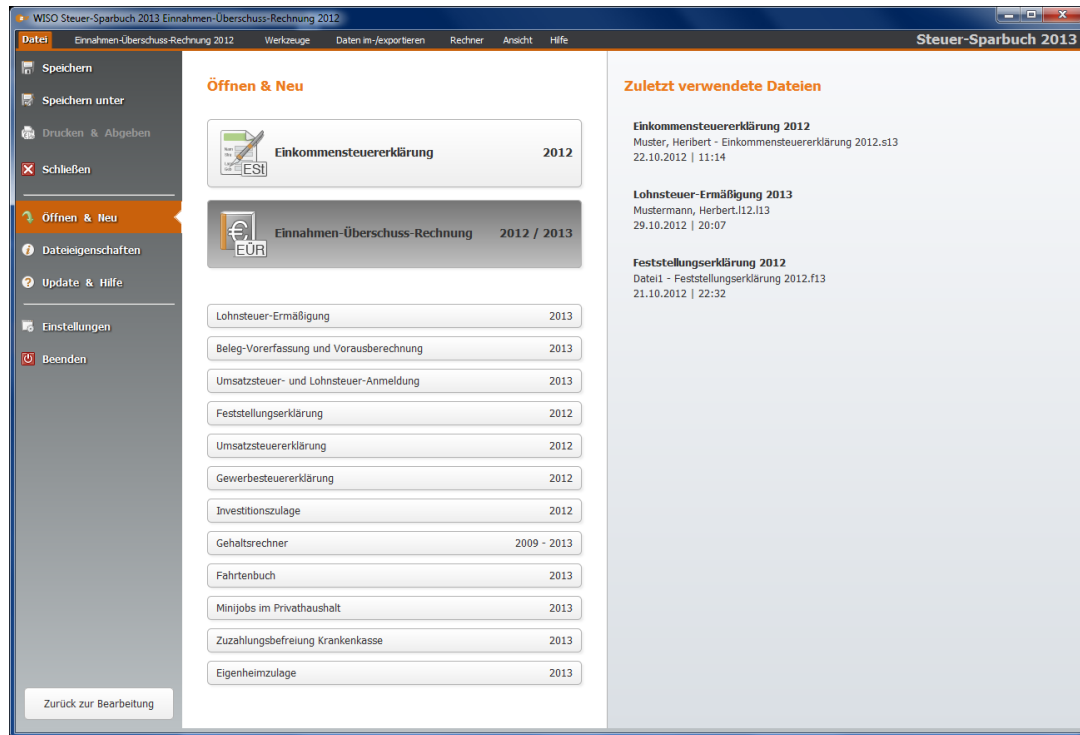 WISO Steuer-Sparbuch 2013 Einnahmen-Überschuss-Rechnung 2012
Datei Einnahmen-Überschuss-Rechnung 2012 Werkzeuge Daten im-/exportieren Rechner Ansicht Hilfe Steuer-Sparbuch 2013
Speichern
Speichern unter
Drucken & Abgeben
Schließen
Öffnen & Neu
Dateieigenschaften
Update & Hilfe
Einstellungen
Beenden
Zurück zur Bearbeitung
Öffnen & Neu
ESt
Einkommensteuererklärung 2012
EÜR
Einnahmen-Überschuss-Rechnung 2012 / 2013
Lohnsteuer-Ermäßigung 2013
Beleg-Vorerfassung und Vorausberechnung 2013
Umsatzsteuer- und Lohnsteuer-Anmeldung 2013
Feststellungserklärung 2012
Umsatzsteuererklärung 2012
Gewerbesteuererklärung 2012
Investitionszulage 2012
Gehaltsrechner 2009 - 2013
Fahrtenbuch 2013
Minijobs im Privathaushalt 2013
Zuzahlungsbefreiung Krankenkasse 2013
Eigenheimzulage 2013
Zuletzt verwendete Dateien
Einkommensteuererklärung 2012
Muster, Heribert - Einkommensteuererklärung 2012.s13
22.10.2012 | 11:14
Lohnsteuer-Ermäßigung 2013
Mustermann, Herbert.l12.l13
29.10.2012 | 20:07
Feststellungserklärung 2012
Datei1 - Feststellungserklärung 2012.f13
21.10.2012 | 22:32